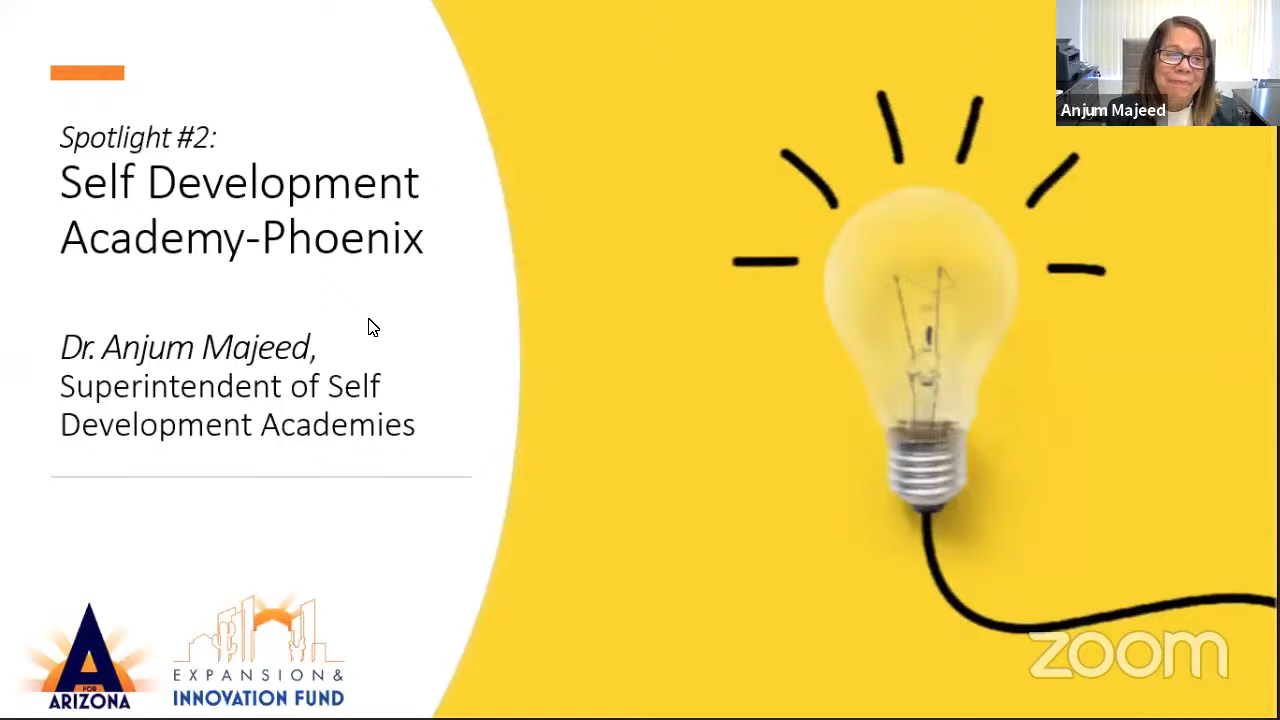 Spotlight #2:
Self Development
Academy-Phoenix
Dr. Anjum Majeed,
Superintendent of Self
Development Academies
A
FOR
ARIZONA
EXPANSION &
INNOVATION FUND
Anjum Majeed
zoom